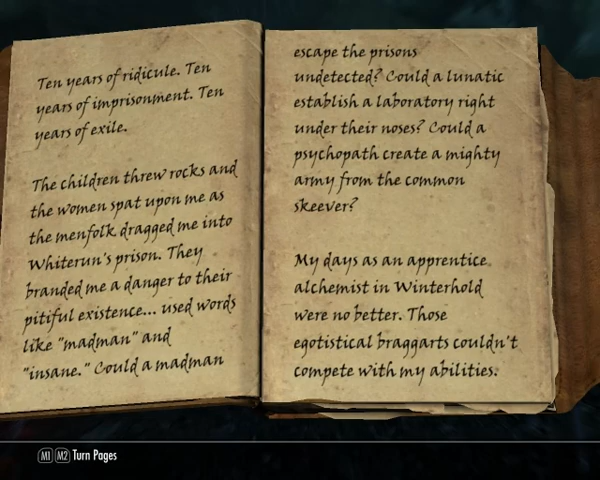 Ten years of ridicule. Ten
years of imprisonment. Ten
years of exile.
The children threw rocks and
the women spat upon me as
the menfolk dragged me into
Whiterun's prison. They
branded me a danger to their
pitiful existence... used words
like "madman" and
"insane." Could a madman
escape the prisons
undetected? Could a lunatic
establish a laboratory right
under their noses? Could a
psychopath create a mighty
army from the common
skeever?
My days as an apprentice
alchemist in Winterhold
were no better. Those
egotistical braggarts couldn't
compete with my abilities.
M1 M2 Turn Pages